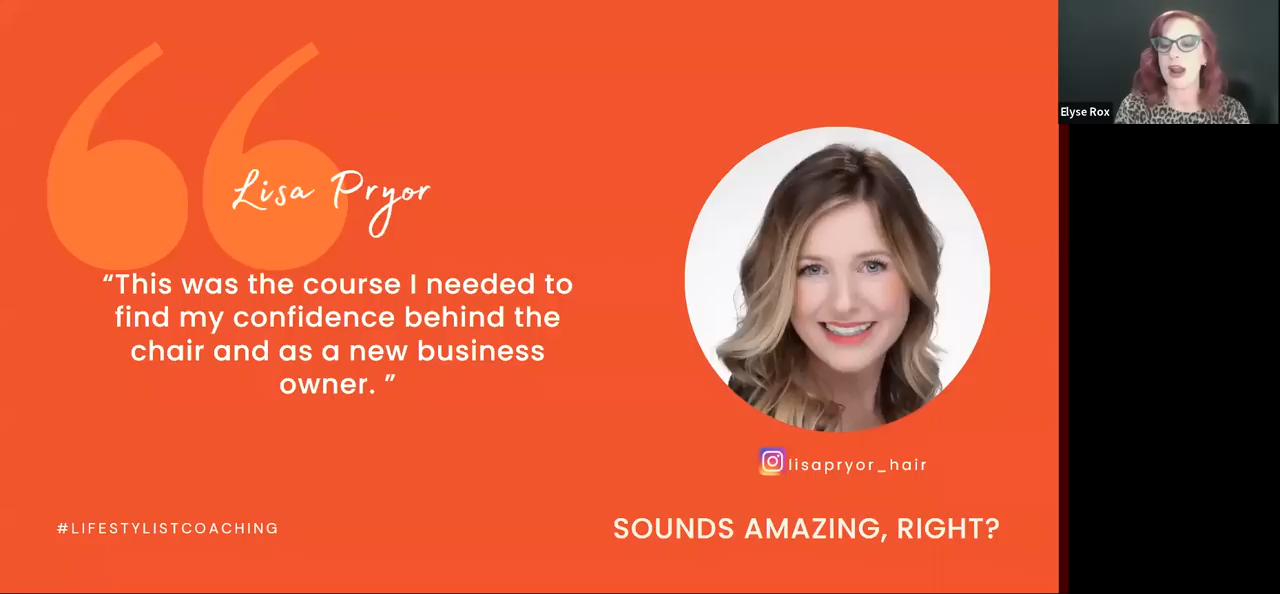 Elyse Rox
Lisa Pryor
“This was the course I needed to
find my confidence behind the
chair and as a new business
owner. ”
lisapryor_hair
#LIFESTYLISTCOACHING
SOUNDS AMAZING, RIGHT?